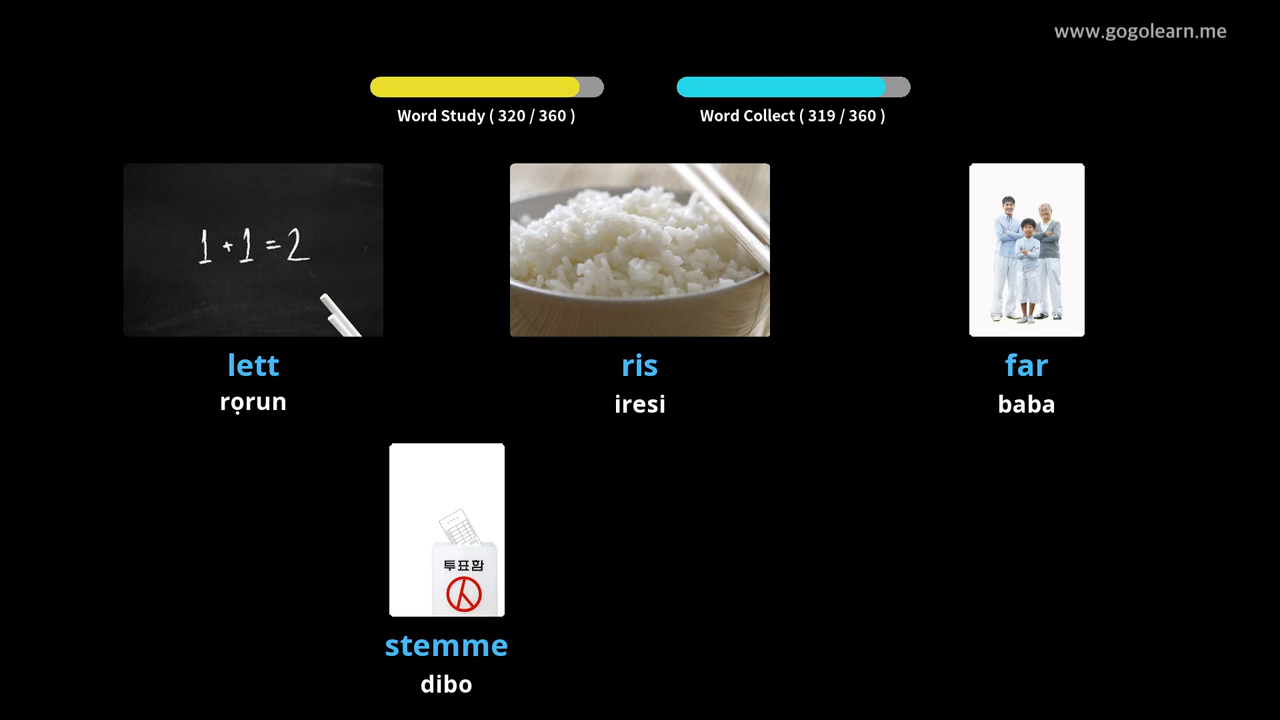 www.gogolearn.me
Word Study ( 320 / 360 )
Word Collect ( 319 / 360 )
1 + 1 = 2
lett
rọrun
ris
iresi
far
baba
투표함
stemme
dibo